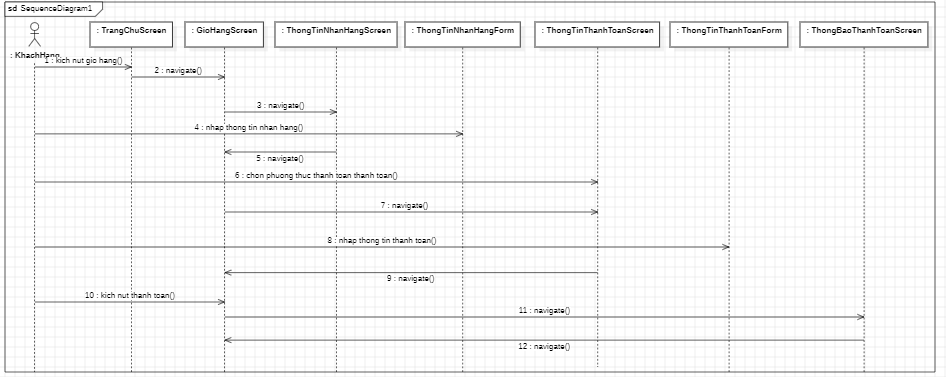 sd SequenceDiagram1
: KhachHang
: TrangChuScreen
: GioHangScreen
: ThongTinNhanHangScreen
: ThongTinNhanHangForm
: ThongTinThanhToanScreen
: ThongTinThanhToanForm
: ThongBaoThanhToanScreen
1 : kich nut gio hang()
2 : navigate()
3 : navigate()
4 : nhap thong tin nhan hang()
5 : navigate()
6 : chon phuong thuc thanh toan thanh toan()
7 : navigate()
8 : nhap thong tin thanh toan()
9 : navigate()
10 : kich nut thanh toan()
11 : navigate()
12 : navigate()